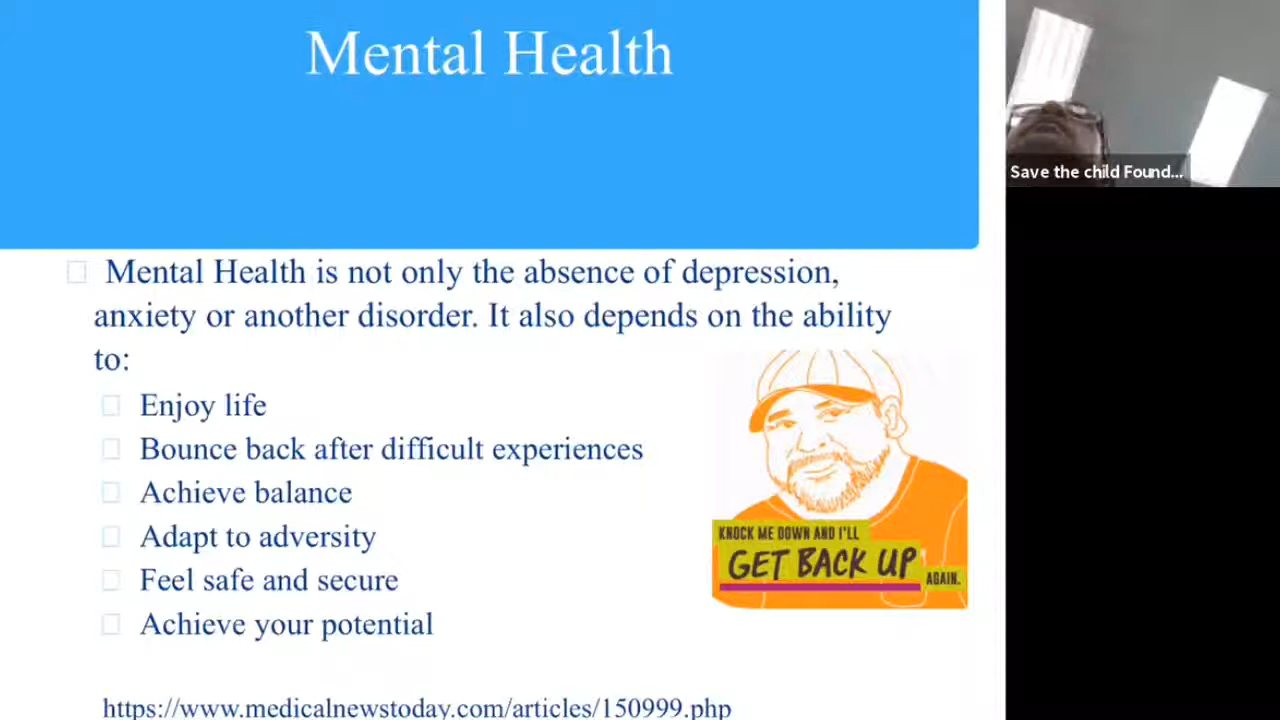 Mental Health
Mental Health is not only the absence of depression,
anxiety or another disorder. It also depends on the ability
to:
Enjoy life
Bounce back after difficult experiences
Achieve balance
Adapt to adversity
Feel safe and secure
Achieve your potential
KNOCK ME DOWN AND I'LL
GET BACK UP
AGAIN.
https://www.medicalnewstoday.com/articles/150999.php
Save the child Found...